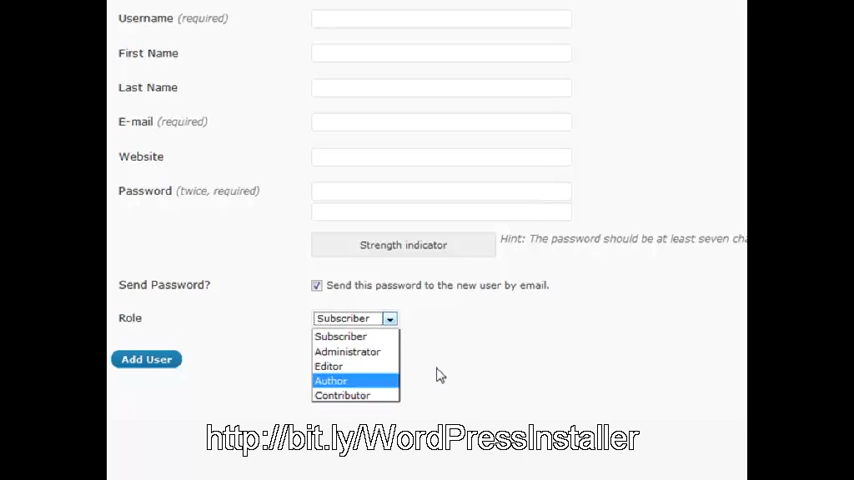 Username (required)
First Name
Last Name
E-mail (required)
Website
Password (twice, required)
Strength indicator
Hint: The password should be at least seven cha
Send Password?
Send this password to the new user by email.
Role
Subscriber
Subscriber
Administrator
Editor
Author
Contributor
Add User
http://bit.ly/WordPressInstaller